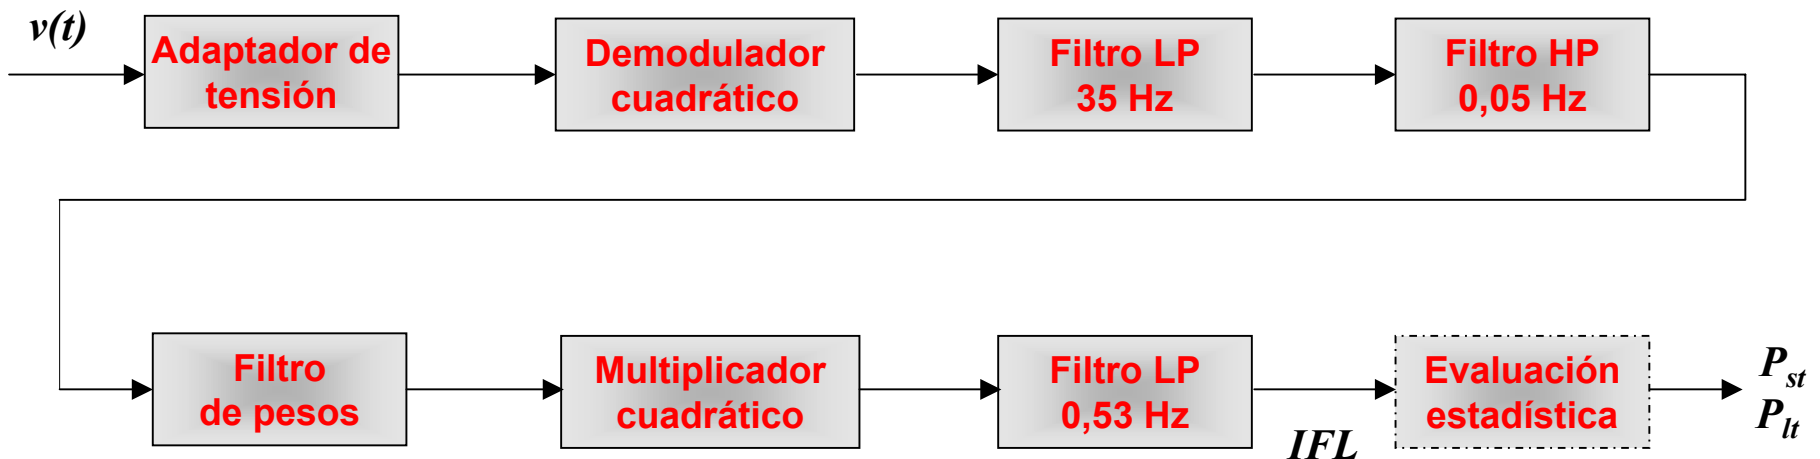 v(t)
Adaptador de
tensión
Demodulador
cuadrático
Filtro LP
35 Hz
Filtro HP
0,05 Hz
Filtro
de pesos
Multiplicador
cuadrático
Filtro LP
0,53 Hz
IFL
Evaluación
estadística
Pst
Plt